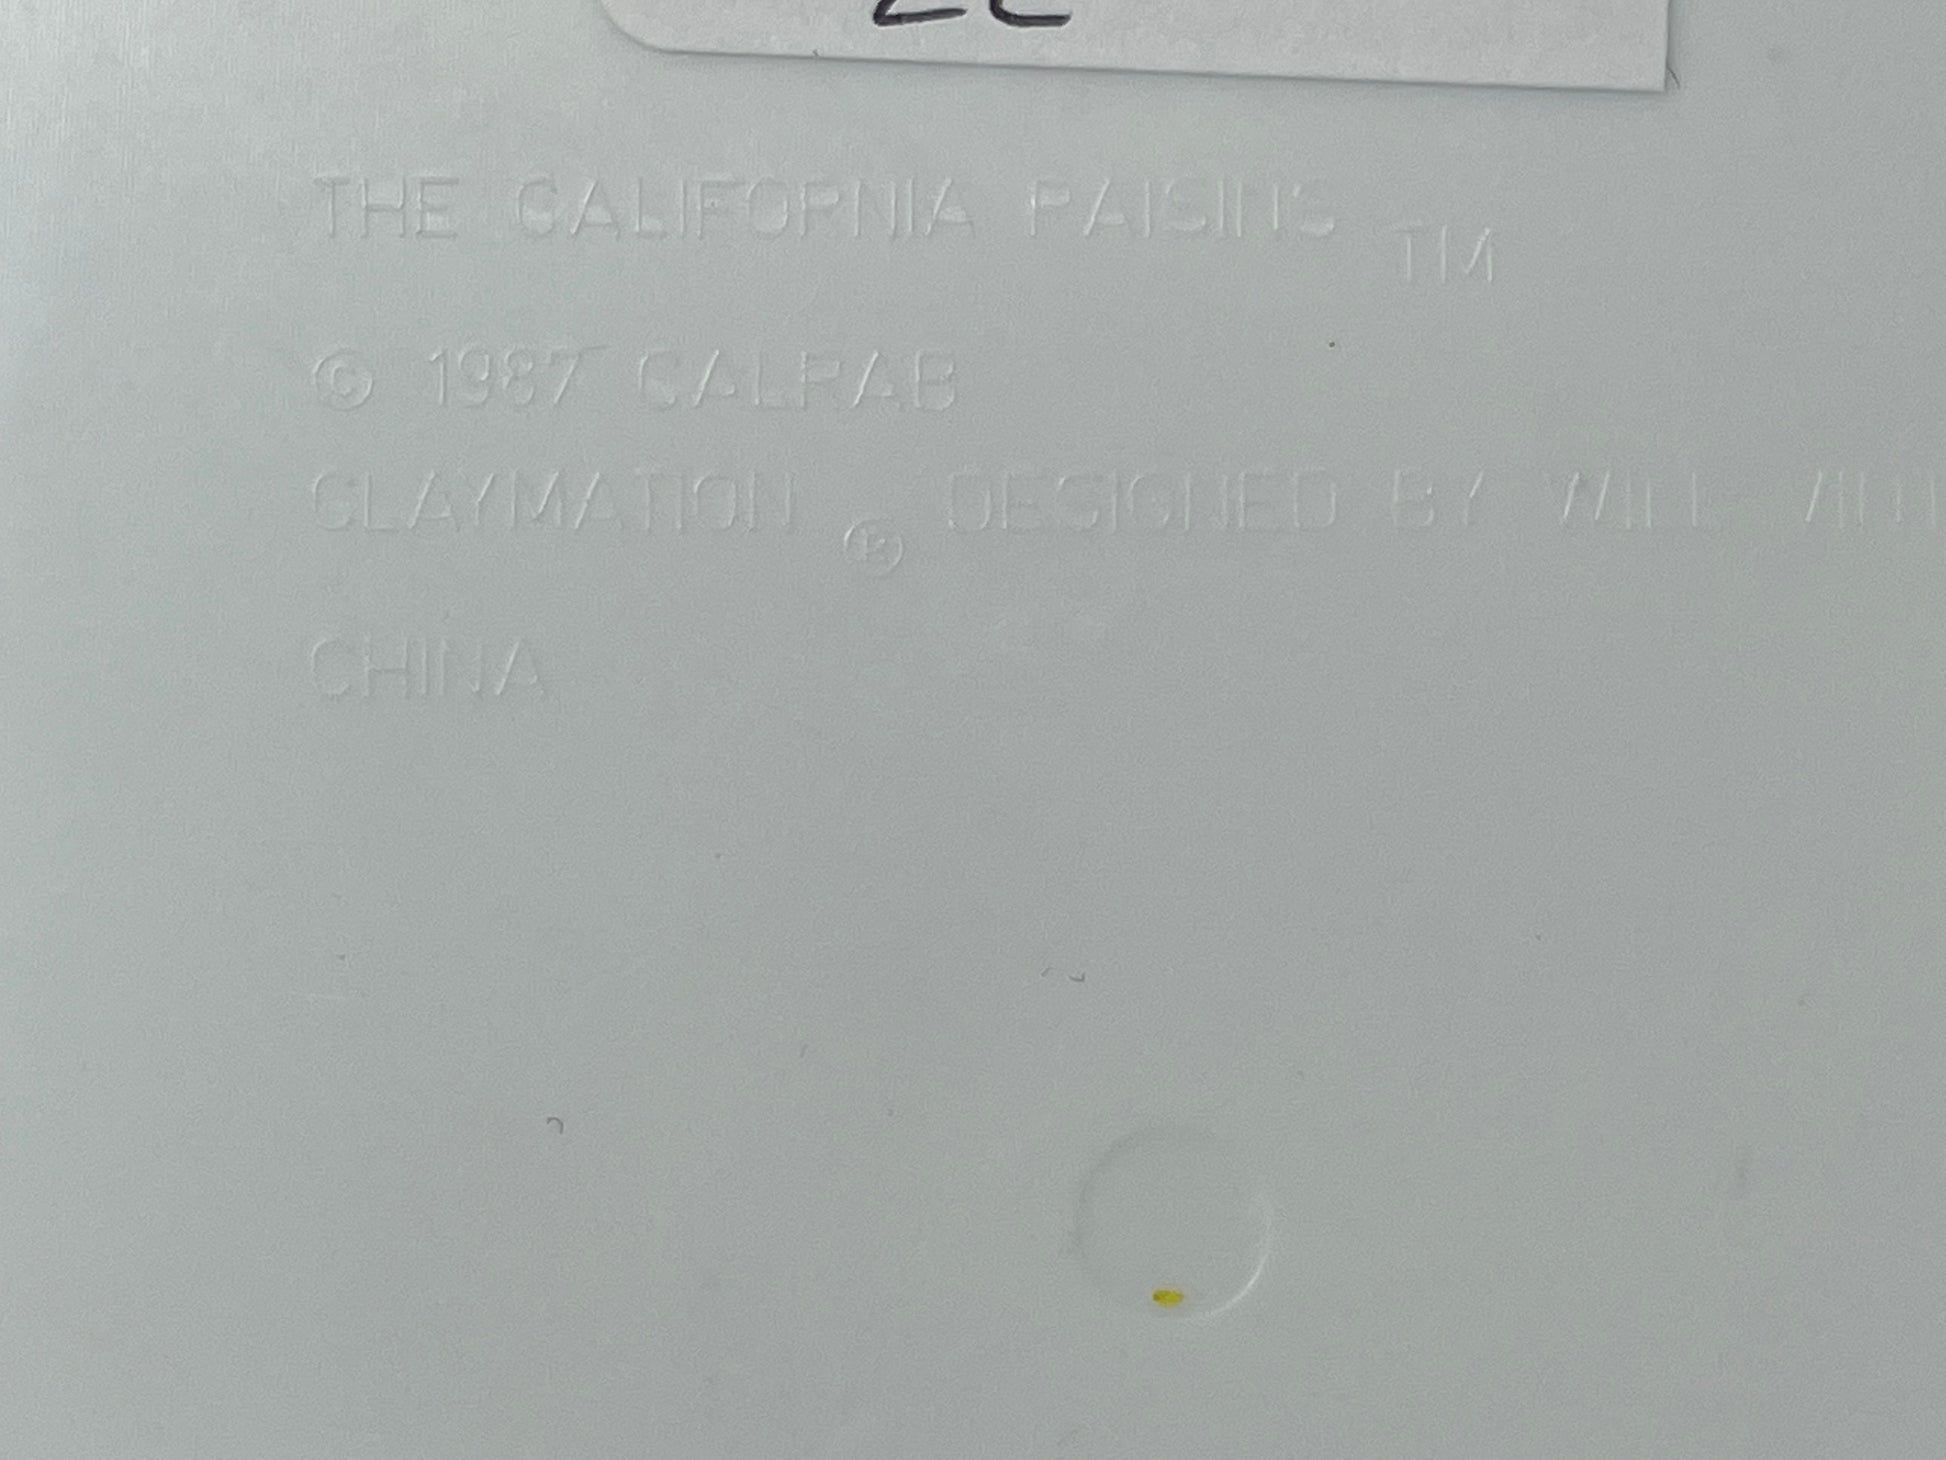 THE CALIFORNIA RAISINS TM
© 1987 CALRAB
CLAYMATION ® DESIGNED BY WILL
CHINA